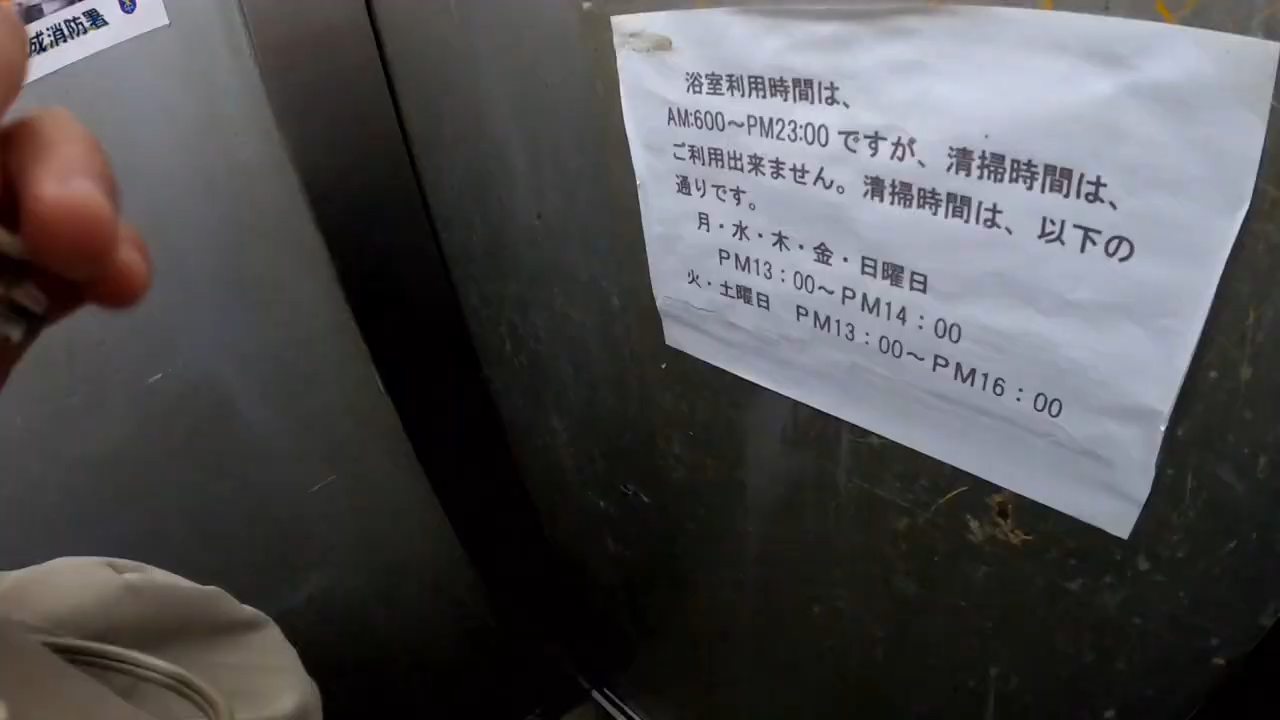 成消防署
浴室利用時間は、
AM:600～PM23:00ですが、清掃時間は、
ご利用出来ません。清掃時間は、以下の
通りです。
月・水・木・金・日曜日
PM13：00～PM14：00
火・土曜日　PM13：00～PM16：00